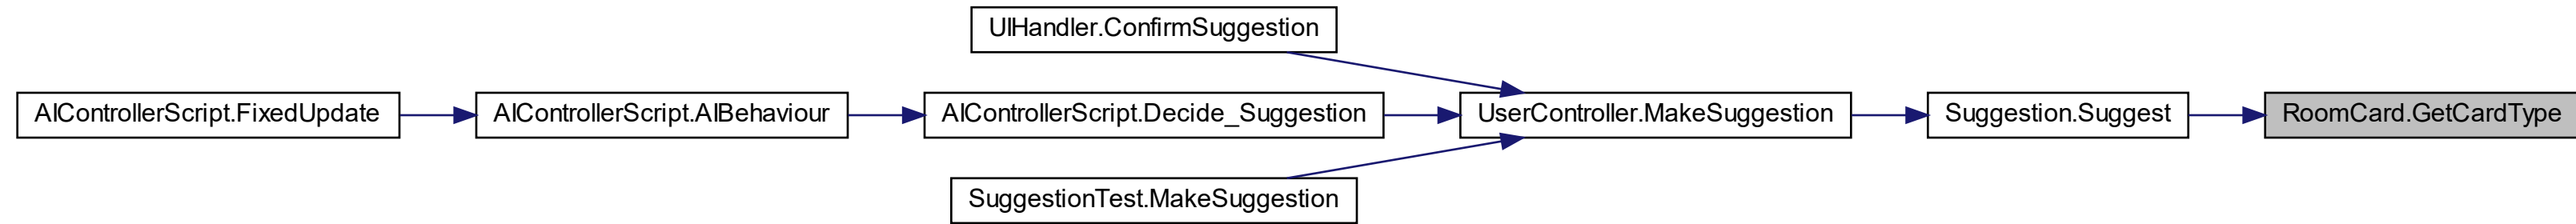 UIHandler.ConfirmSuggestion
AIControllerScript.FixedUpdate
AIControllerScript.AIBehaviour
AIControllerScript.Decide_Suggestion
UserController.MakeSuggestion
Suggestion.Suggest
RoomCard.GetCardType
SuggestionTest.MakeSuggestion